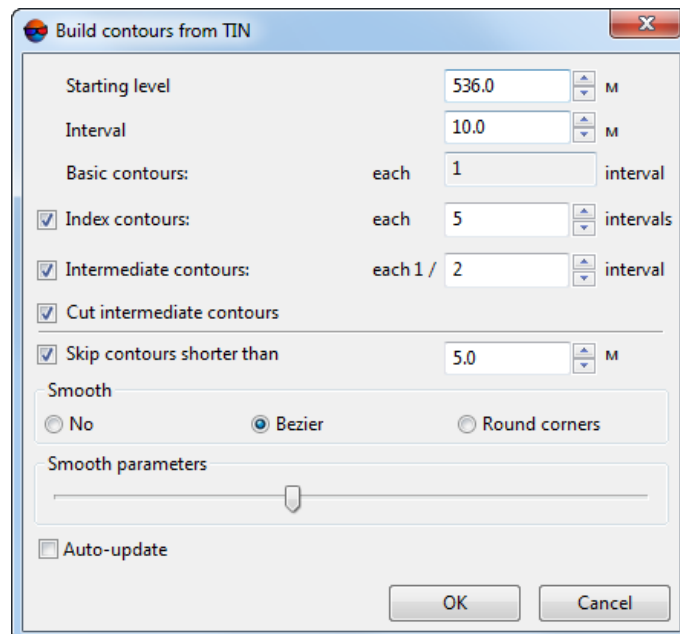 Build contours from TIN
Starting level 536.0 м
Interval 10.0 м
Basic contours: each 1 interval
Index contours: each 5 intervals
Intermediate contours: each 1 / 2 interval
Cut intermediate contours
Skip contours shorter than 5.0 м
Smooth
No Bezier Round corners
Smooth parameters
Auto-update
OK Cancel